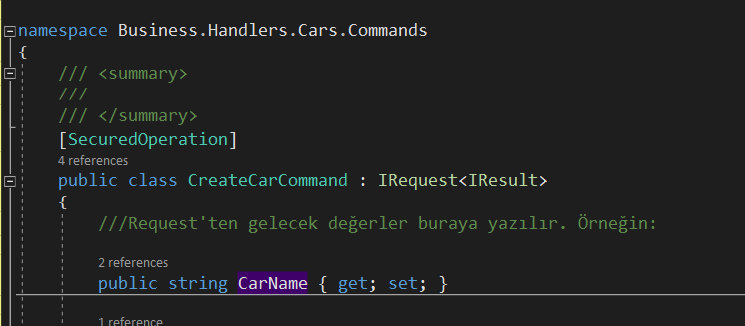 namespace Business.Handlers.Cars.Commands
{
/// <summary>
///
/// </summary>
[SecuredOperation]
4 references
public class CreateCarCommand : IRequest<IResult>
{
///Request'ten gelecek değerler buraya yazılır. Örneğin:
2 references
public string CarName { get; set; }
1 reference